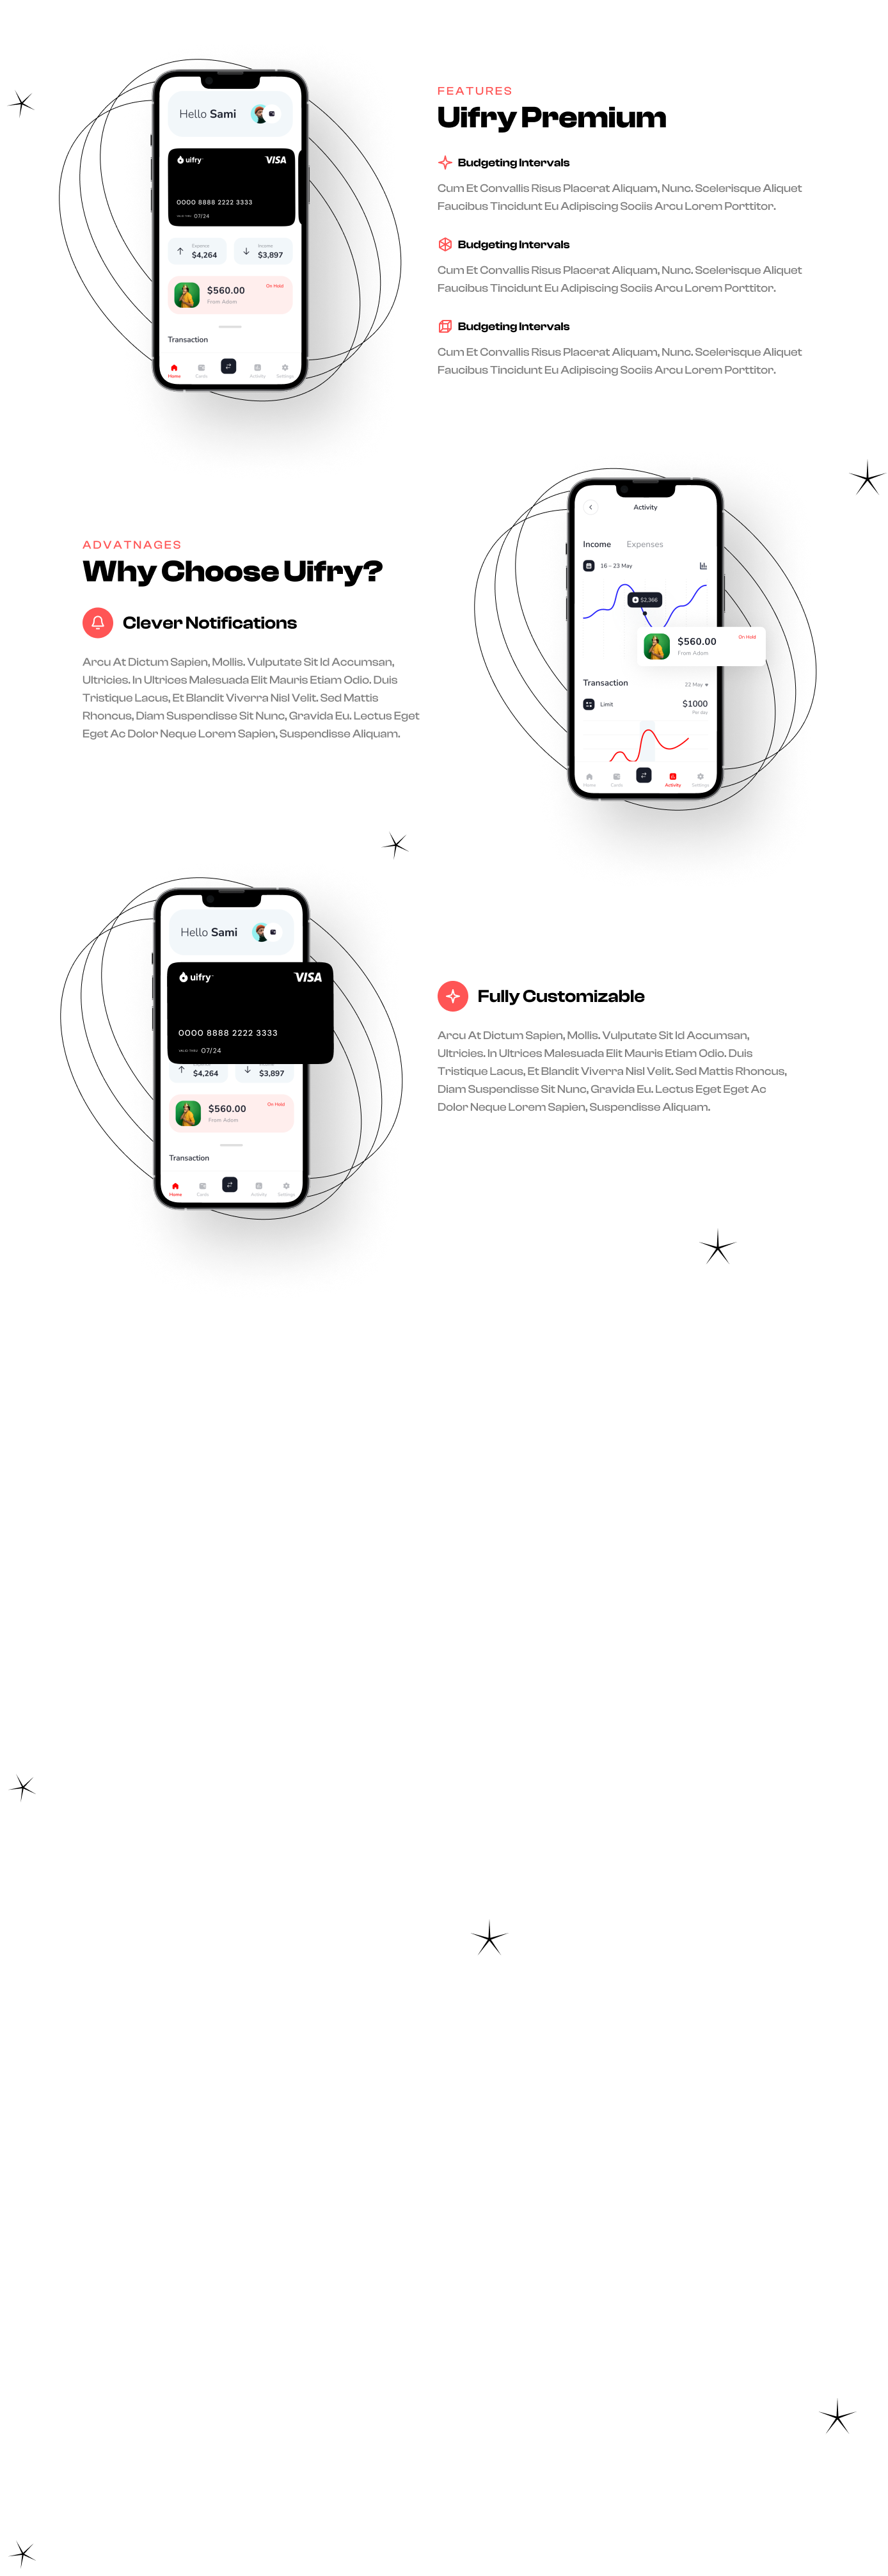 Hello Sami
uifry
VISA
0000 8888 2222 3333
VALID THRU 07/24
Expense
$4,264
Income
$3,897
$560.00
From Adom
On Hold
Transaction
Home
Cards
Activity
Settings
FEATURES
Uifry Premium
Budgeting Intervals
Cum Et Convallis Risus Placerat Aliquam, Nunc. Scelerisque Aliquet
Faucibus Tincidunt Eu Adipiscing Sociis Arcu Lorem Porttitor.
Budgeting Intervals
Cum Et Convallis Risus Placerat Aliquam, Nunc. Scelerisque Aliquet
Faucibus Tincidunt Eu Adipiscing Sociis Arcu Lorem Porttitor.
Budgeting Intervals
Cum Et Convallis Risus Placerat Aliquam, Nunc. Scelerisque Aliquet
Faucibus Tincidunt Eu Adipiscing Sociis Arcu Lorem Porttitor.
ADVATNAGES
Why Choose Uifry?
Clever Notifications
Arcu At Dictum Sapien, Mollis. Vulputate Sit Id Accumsan,
Ultricies. In Ultrices Malesuada Elit Mauris Etiam Odio. Duis
Tristique Lacus, Et Blandit Viverra Nisl Velit. Sed Mattis
Rhoncus, Diam Suspendisse Sit Nunc, Gravida Eu. Lectus Eget
Eget Ac Dolor Neque Lorem Sapien, Suspendisse Aliquam.
Activity
Income
Expenses
16 – 23 May
$2,366
$560.00
From Adom
On Hold
Transaction
22 May
Limit
$1000
Per day
Home
Cards
Activity
Settings
Hello Sami
uifry
VISA
0000 8888 2222 3333
VALID THRU 07/24
$4,264
$3,897
$560.00
From Adom
On Hold
Transaction
Home
Cards
Activity
Settings
Fully Customizable
Arcu At Dictum Sapien, Mollis. Vulputate Sit Id Accumsan,
Ultricies. In Ultrices Malesuada Elit Mauris Etiam Odio. Duis
Tristique Lacus, Et Blandit Viverra Nisl Velit. Sed Mattis Rhoncus,
Diam Suspendisse Sit Nunc, Gravida Eu. Lectus Eget Eget Ac
Dolor Neque Lorem Sapien, Suspendisse Aliquam.